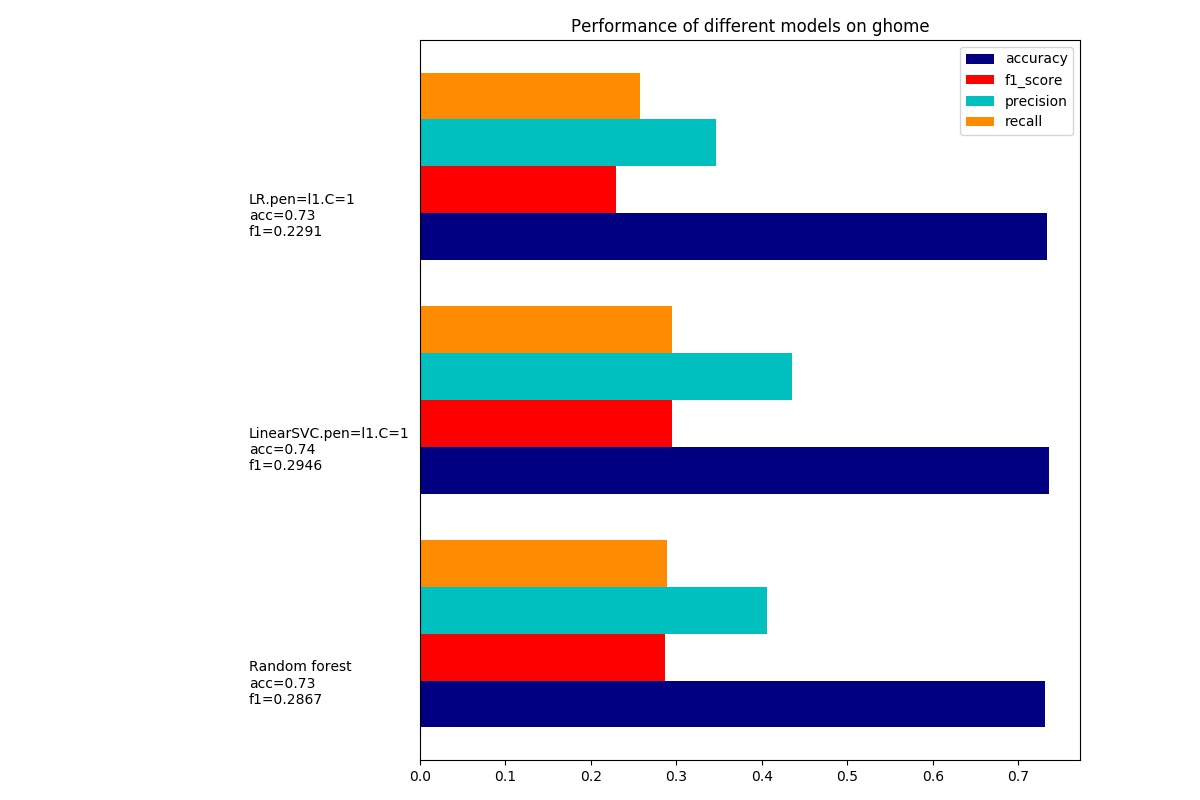 Performance of different models on ghome
accuracy
f1_score
precision
recall
LR.pen=l1.C=1
acc=0.73
f1=0.2291
LinearSVC.pen=l1.C=1
acc=0.74
f1=0.2946
Random forest
acc=0.73
f1=0.2867
0.0 0.1 0.2 0.3 0.4 0.5 0.6 0.7